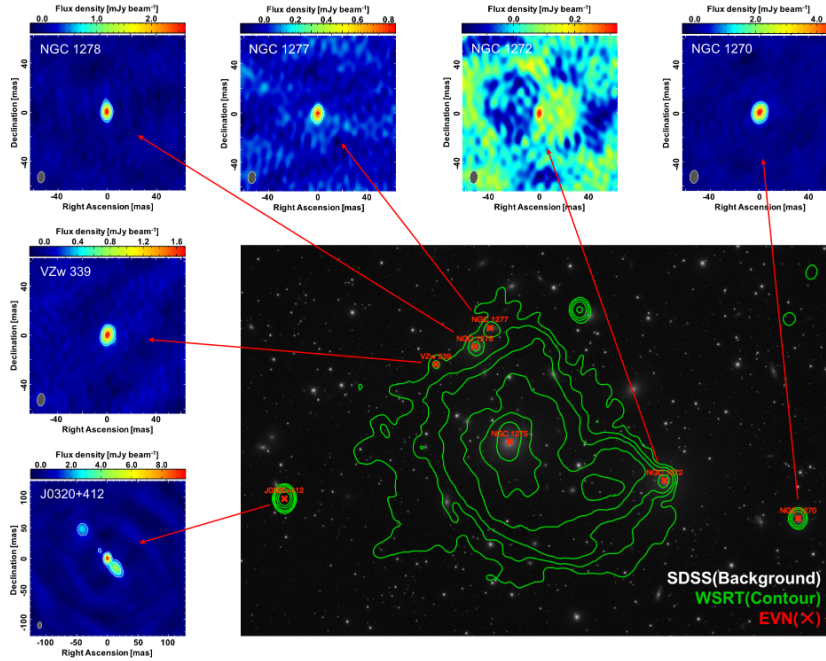 Flux density [mJy beam⁻¹]
0.0 1.0 2.0
NGC 1278
Declination [mas]
40
0
-40
40 0 -40
Right Ascension [mas]
Flux density [mJy beam⁻¹]
0.0 0.4 0.8
NGC 1277
Declination [mas]
40
0
-40
40 0 -40
Right Ascension [mas]
Flux density [mJy beam⁻¹]
0.0 0.2
NGC 1272
Declination [mas]
40
0
-40
40 0 -40
Right Ascension [mas]
Flux density [mJy beam⁻¹]
0.0 2.0 4.0
NGC 1270
Declination [mas]
40
0
-40
40 0 -40
Right Ascension [mas]
Flux density [mJy beam⁻¹]
0.0 0.4 0.8 1.2 1.6
VZw 339
Declination [mas]
40
0
-40
40 0 -40
Right Ascension [mas]
Flux density [mJy beam⁻¹]
0.0 2.0 4.0 6.0 8.0
J0320+412
Declination [mas]
100
50
0
-50
-100
100 50 0 -50 -100
Right Ascension [mas]
NGC 1277
NGC 1278
VZw 339
NGC 1275
NGC 1272
J0320+412
NGC 1270
SDSS(Background)
WSRT(Contour)
EVN(×)